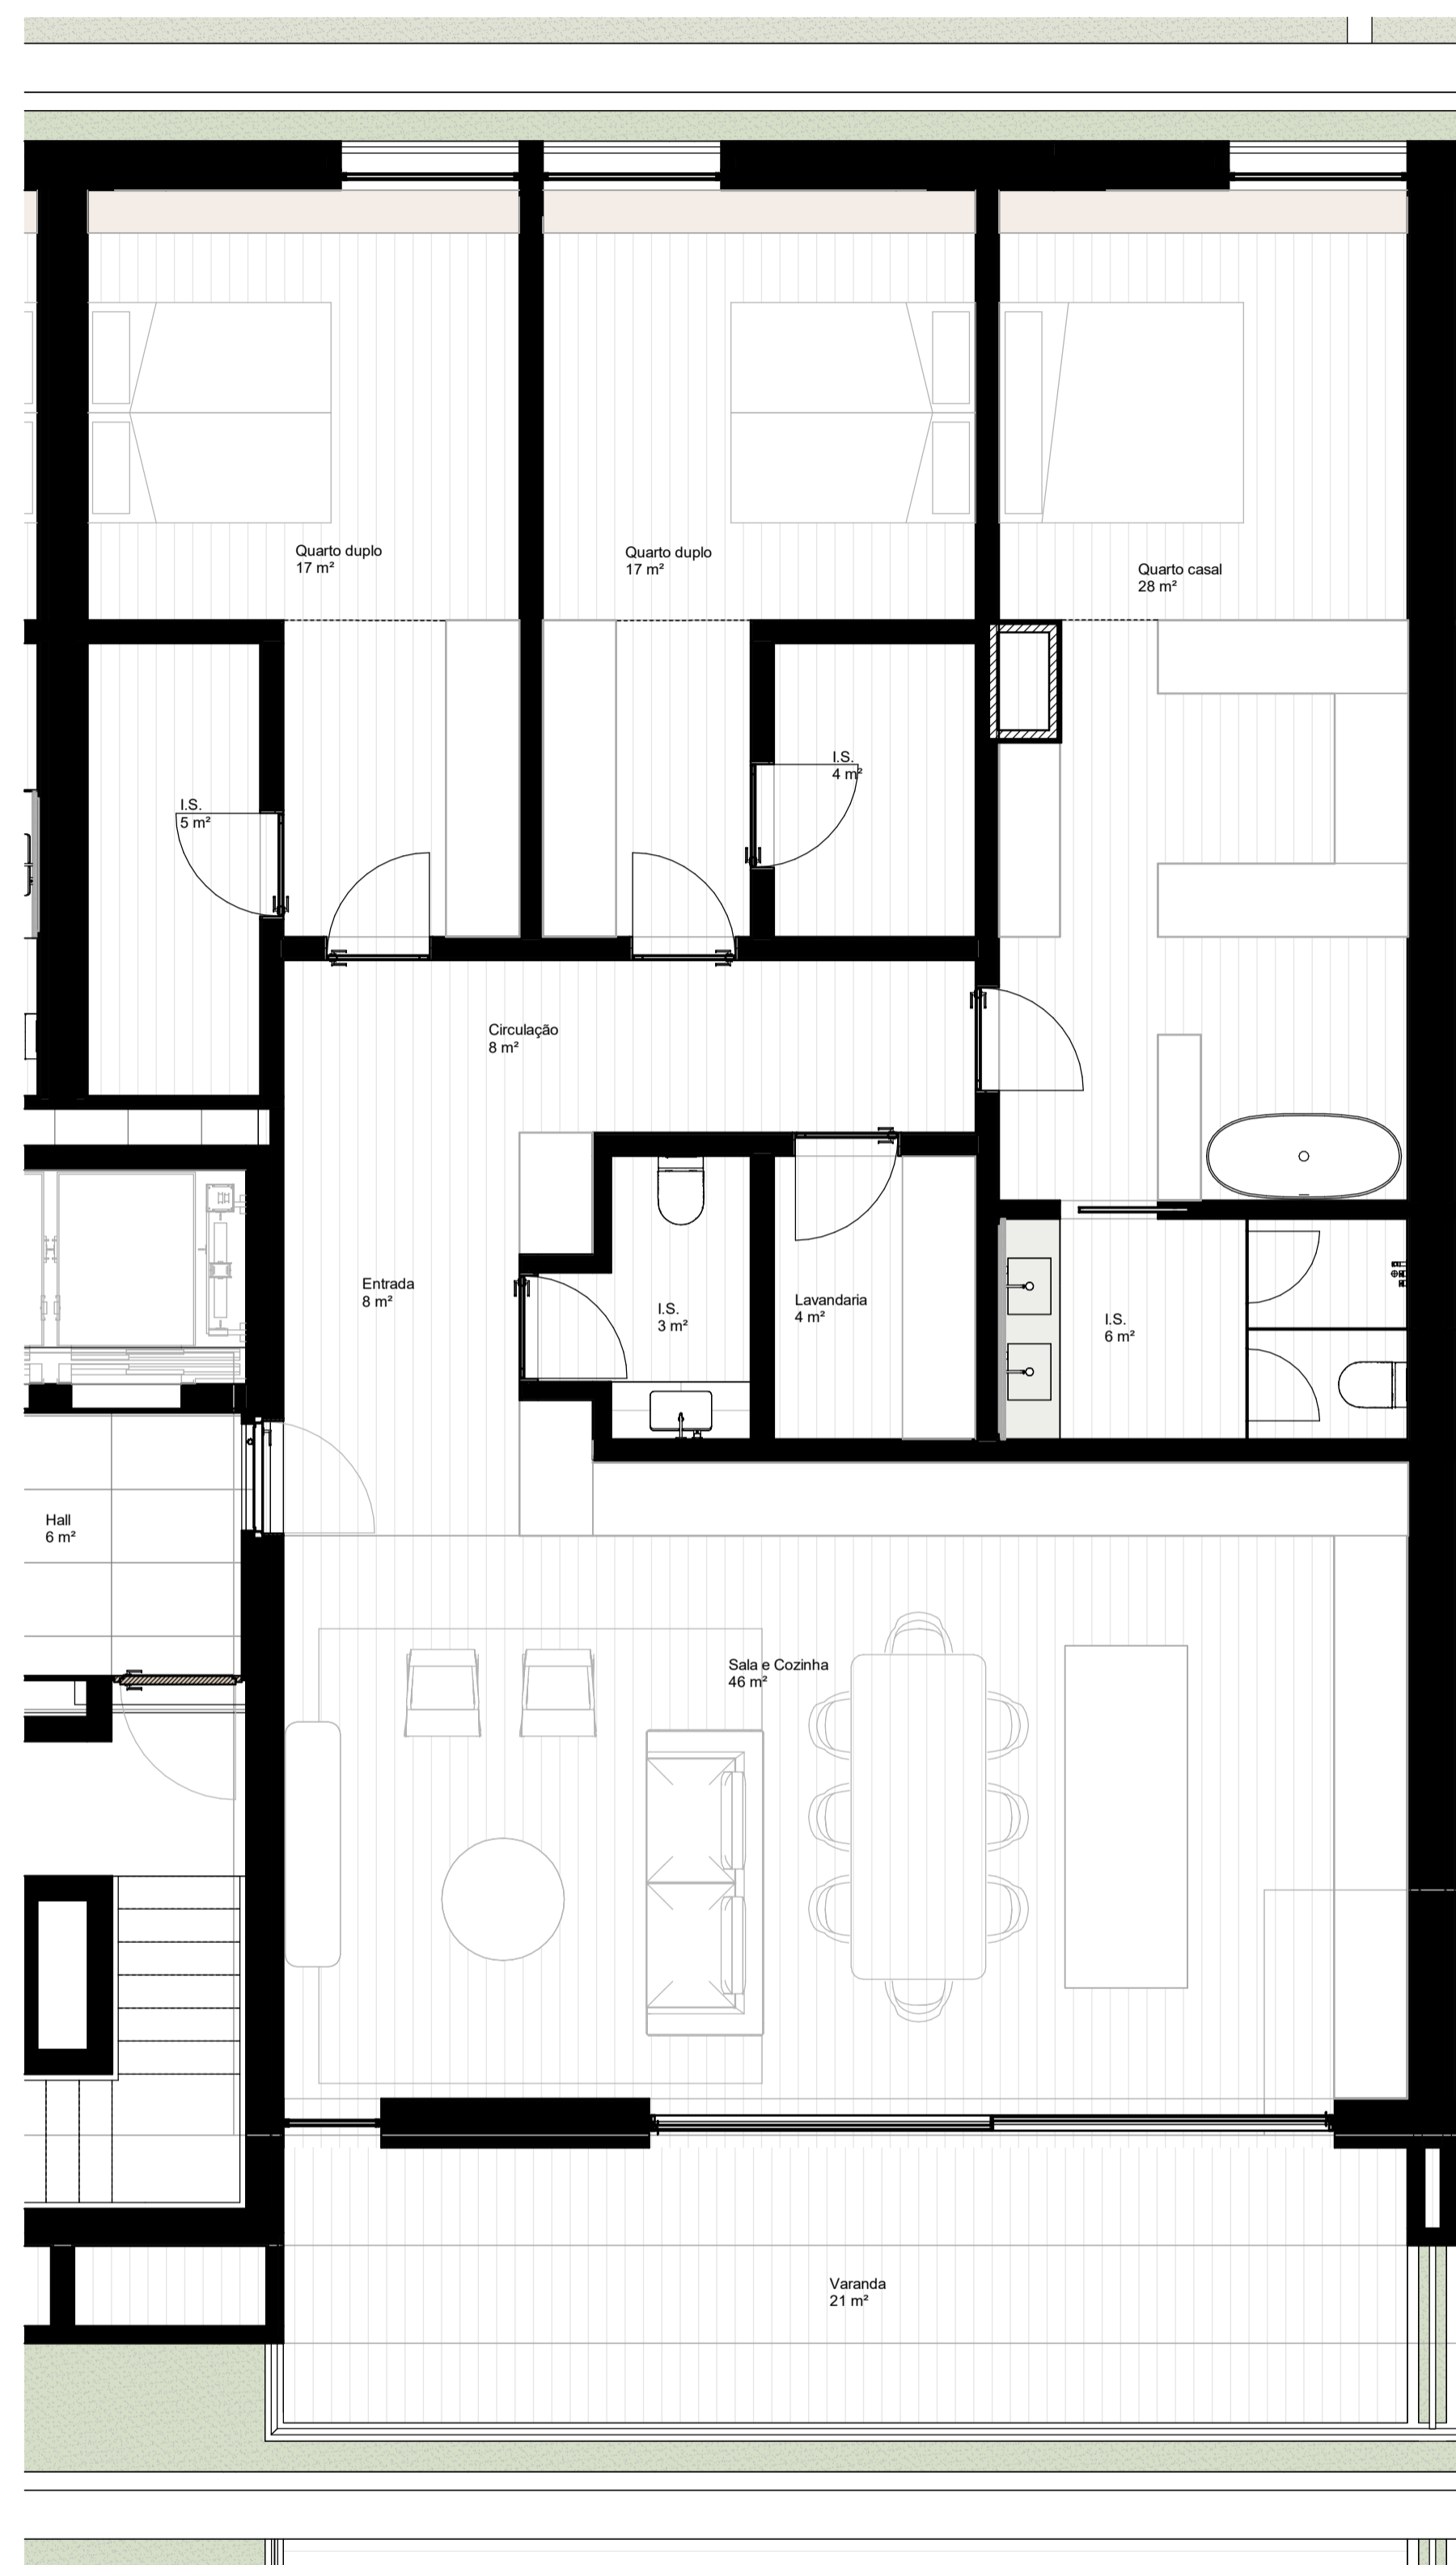 Quarto duplo
17 m²
Quarto duplo
17 m²
Quarto casal
28 m²
I.S.
5 m²
I.S.
4 m²
Circulação
8 m²
Entrada
8 m²
I.S.
3 m²
Lavandaria
4 m²
I.S.
6 m²
Hall
6 m²
Sala e Cozinha
46 m²
Varanda
21 m²